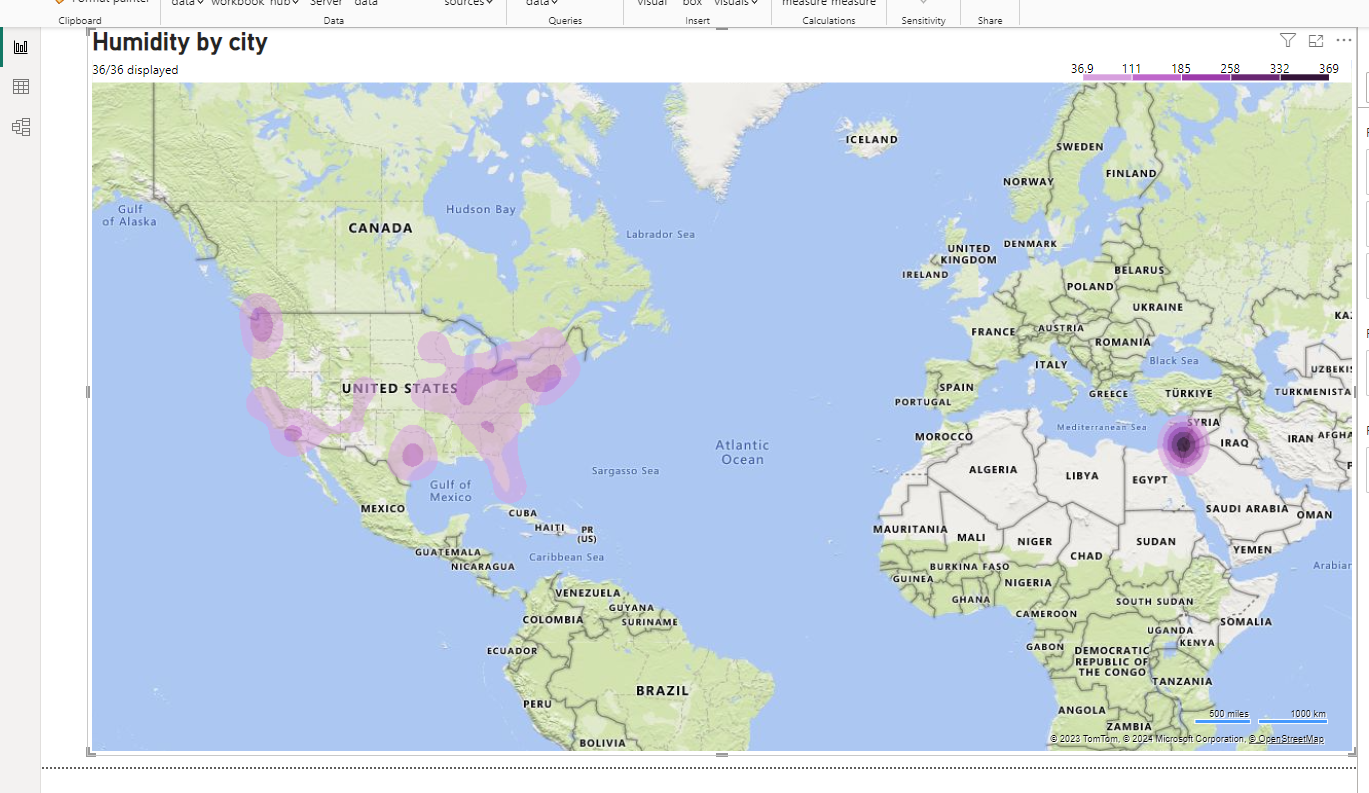 Format painter
data workbook hub Server data sources data visual box visuals measure measure
Clipboard Data Queries Insert Calculations Sensitivity Share
Humidity by city
36/36 displayed
36.9 111 185 258 332 369
ICELAND
SWEDEN
FINLAND
NORWAY
Gulf
of Alaska
Hudson Bay
CANADA
Labrador Sea
UNITED
KINGDOM
DENMARK
IRELAND
BELARUS
POLAND
UKRAINE
FRANCE
AUSTRIA
KAZ
ROMANIA
Black Sea
ITALY
UZBEKIS
UNITED STATES
SPAIN
GREECE
TÜRKIYE
TURKMENISTA
PORTUGAL
SYRIA
Mediterranean Sea
MOROCCO
IRAQ
IRAN
AFGHA
Atlantic
Ocean
ALGERIA
LIBYA
EGYPT
Sargasso Sea
Gulf of
Mexico
MEXICO
CUBA
SAUDI ARABIA
OMAN
HAITI
PR
(US)
MAURITANIA
MALI
NIGER
SUDAN
CHAD
YEMEN
GUATEMALA
Caribbean Sea
NICARAGUA
BURKINA FASO
Arabian
GUINEA
NIGERIA
VENEZUELA
GHANA
SOUTH SUDAN
GUYANA
CAMEROON
COLOMBIA
SURINAME
SOMALIA
UGANDA
KENYA
ECUADOR
GABON
DEMOCRATIC
REPUBLIC OF
THE CONGO
TANZANIA
BRAZIL
PERU
ANGOLA
ZAMBIA
BOLIVIA
500 miles 1000 km
© 2023 TomTom, © 2024 Microsoft Corporation, © OpenStreetMap